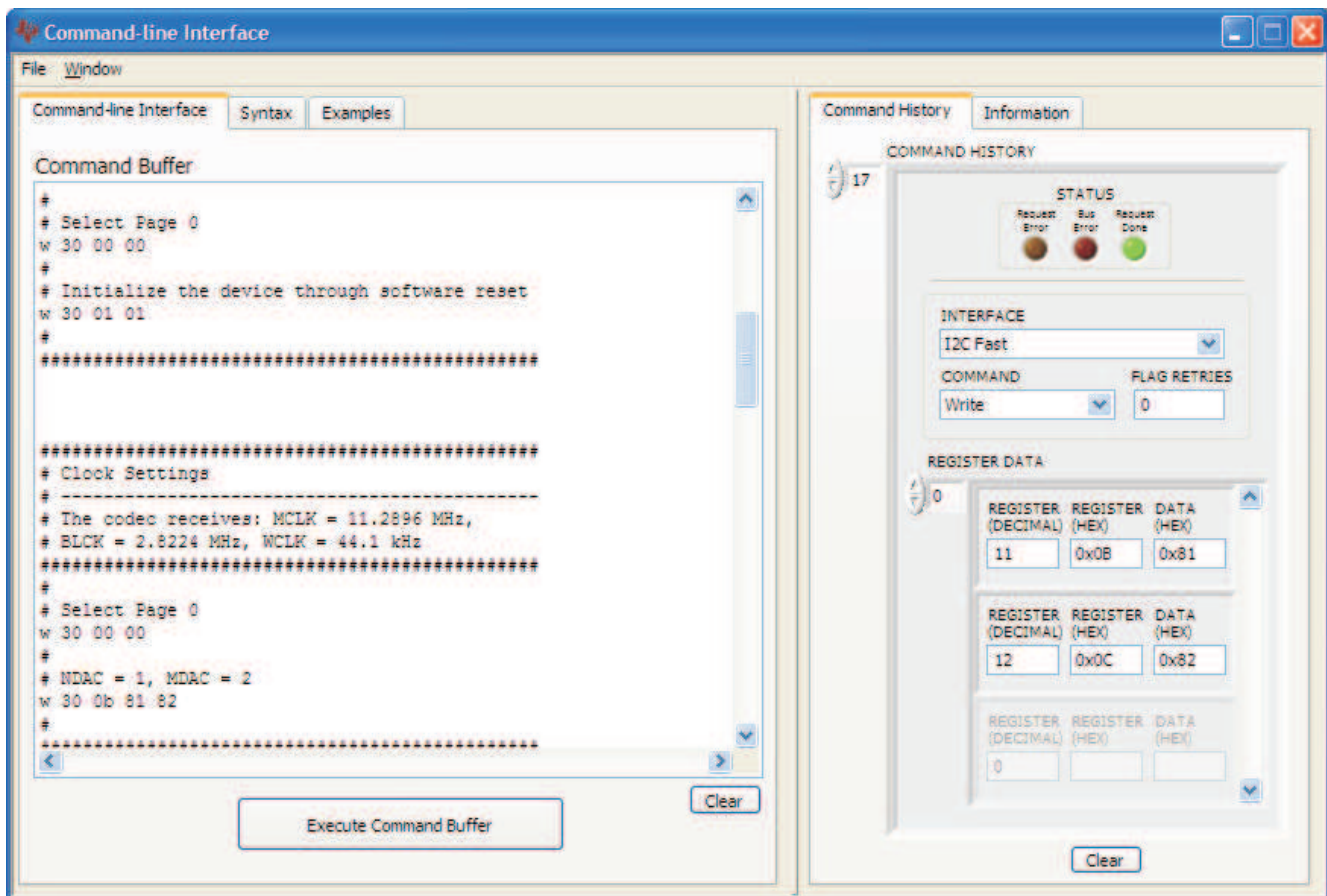 Command-line Interface
File Window
Command-line Interface Syntax Examples
Command Buffer
#
# Select Page 0
w 30 00 00
#
# Initialize the device through software reset
w 30 01 01
#
###############################################
###############################################
# Clock Settings
# ---------------------------------------------
# The codec receives: MCLK = 11.2896 MHz,
# BLCK = 2.8224 MHz, WCLK = 44.1 kHz
###############################################
#
# Select Page 0
w 30 00 00
#
# NDAC = 1, MDAC = 2
w 30 0b 81 82
#
###############################################
Clear
Execute Command Buffer
Command History Information
COMMAND HISTORY
17
STATUS
Request Bus Request
Error Error Done
INTERFACE
I2C Fast
COMMAND FLAG RETRIES
Write 0
REGISTER DATA
0
REGISTER REGISTER DATA
(DECIMAL) (HEX) (HEX)
11 0x0B 0x81
REGISTER REGISTER DATA
(DECIMAL) (HEX) (HEX)
12 0x0C 0x82
REGISTER REGISTER DATA
(DECIMAL) (HEX) (HEX)
0
Clear